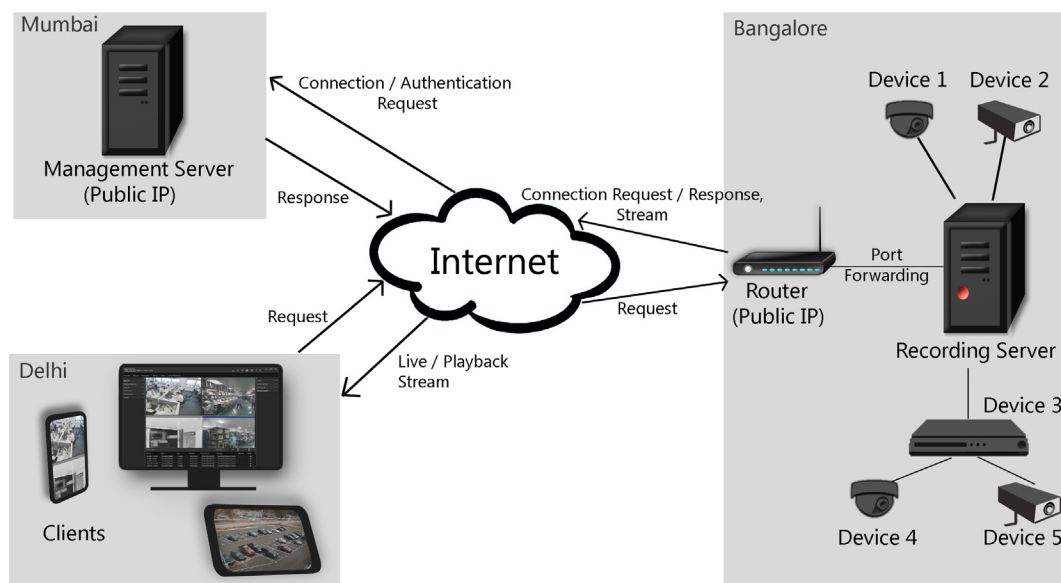 Mumbai
Management Server
(Public IP)
Connection / Authentication
Request
Response
Internet
Connection Request / Response,
Stream
Request
Request
Live / Playback
Stream
Delhi
Clients
Bangalore
Device 1
Device 2
Router
(Public IP)
Port
Forwarding
Recording Server
Device 3
Device 4
Device 5